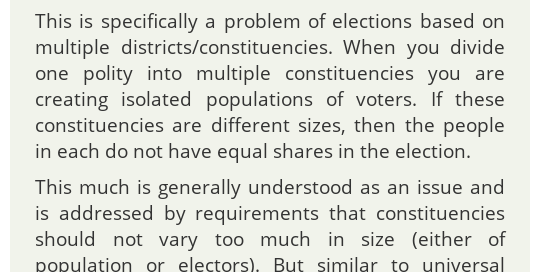 This is specifically a problem of elections based on
multiple districts/constituencies. When you divide
one polity into multiple constituencies you are
creating isolated populations of voters. If these
constituencies are different sizes, then the people
in each do not have equal shares in the election.
This much is generally understood as an issue and
is addressed by requirements that constituencies
should not vary too much in size (either of
population or electors). But similar to universal